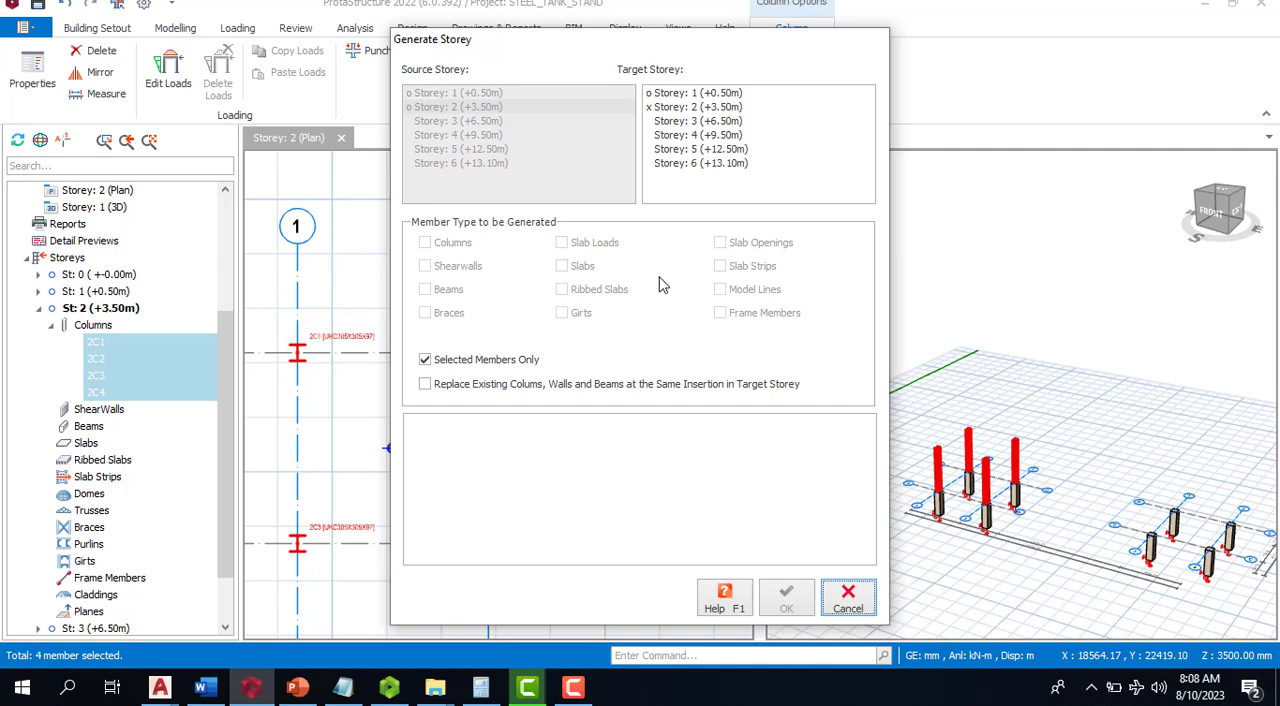 ProtaStructure 2022 (6.0.392) / Project: STEEL_TANK_STAND
Column Options
Building Setout
Modelling
Loading
Review
Analysis
Column
Properties
Delete
Mirror
Measure
Edit Loads
Delete Loads
Copy Loads
Paste Loads
Loading
Search...
Storey: 2 (Plan)
Storey: 1 (3D)
Reports
Detail Previews
Storeys
St: 0 ( +-0.00m)
St: 1 (+0.50m)
St: 2 (+3.50m)
Columns
2C1
2C2
2C3
2C4
ShearWalls
Beams
Slabs
Ribbed Slabs
Slab Strips
Domes
Trusses
Braces
Purlins
Girts
Frame Members
Claddings
Planes
St: 3 (+6.50m)
Storey: 2 (Plan)
1
2C1 [UKC305X305X97]
2C3 [UKC305X305X97]
Generate Storey
Source Storey:
o Storey: 1 (+0.50m)
o Storey: 2 (+3.50m)
Storey: 3 (+6.50m)
Storey: 4 (+9.50m)
Storey: 5 (+12.50m)
Storey: 6 (+13.10m)
Target Storey:
o Storey: 1 (+0.50m)
x Storey: 2 (+3.50m)
Storey: 3 (+6.50m)
Storey: 4 (+9.50m)
Storey: 5 (+12.50m)
Storey: 6 (+13.10m)
Member Type to be Generated
Columns
Slab Loads
Slab Openings
Shearwalls
Slabs
Slab Strips
Beams
Ribbed Slabs
Model Lines
Braces
Girts
Frame Members
Selected Members Only
Replace Existing Colums, Walls and Beams at the Same Insertion in Target Storey
Help F1
OK
Cancel
FRONT
S
E
Total: 4 member selected.
Enter Command...
GE: mm , Anl: kN-m , Disp: m
X : 18564.17 , Y : 22419.10
Z : 3500.00 mm
8:08 AM
8/10/2023
2